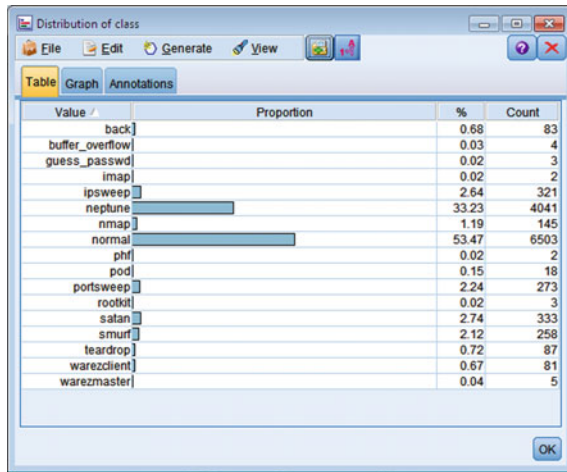 Distribution of class
File Edit Generate View
Table Graph Annotations
Value Proportion % Count
back 0.68 83
buffer_overflow 0.03 4
guess_passwd 0.02 3
imap 0.02 2
ipsweep 2.64 321
neptune 33.23 4041
nmap 1.19 145
normal 53.47 6503
phf 0.02 2
pod 0.15 18
portsweep 2.24 273
rootkit 0.02 3
satan 2.74 333
smurf 2.12 258
teardrop 0.72 87
warezclient 0.67 81
warezmaster 0.04 5
OK